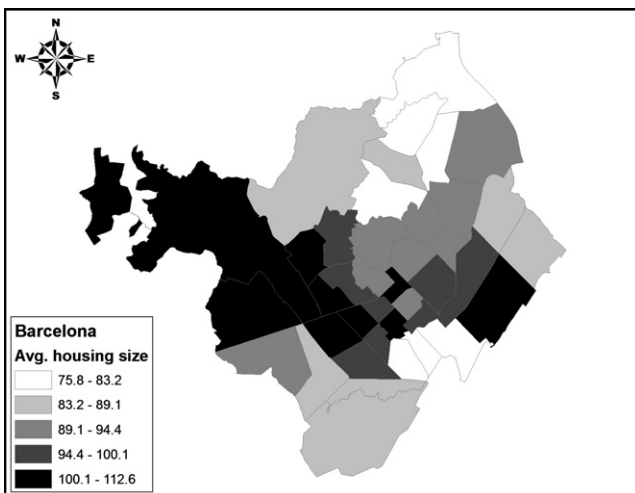 N
W E
S
Barcelona
Avg. housing size
75.8 - 83.2
83.2 - 89.1
89.1 - 94.4
94.4 - 100.1
100.1 - 112.6